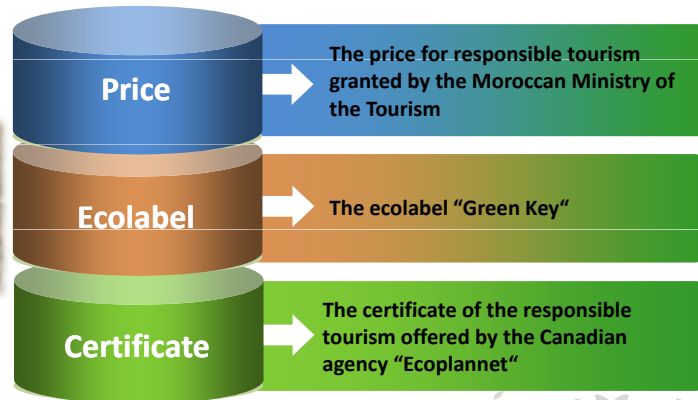 Price
The price for responsible tourism
granted by the Moroccan Ministry of
the Tourism
Ecolabel
The ecolabel “Green Key“
Certificate
The certificate of the responsible
tourism offered by the Canadian
agency “Ecoplannet“